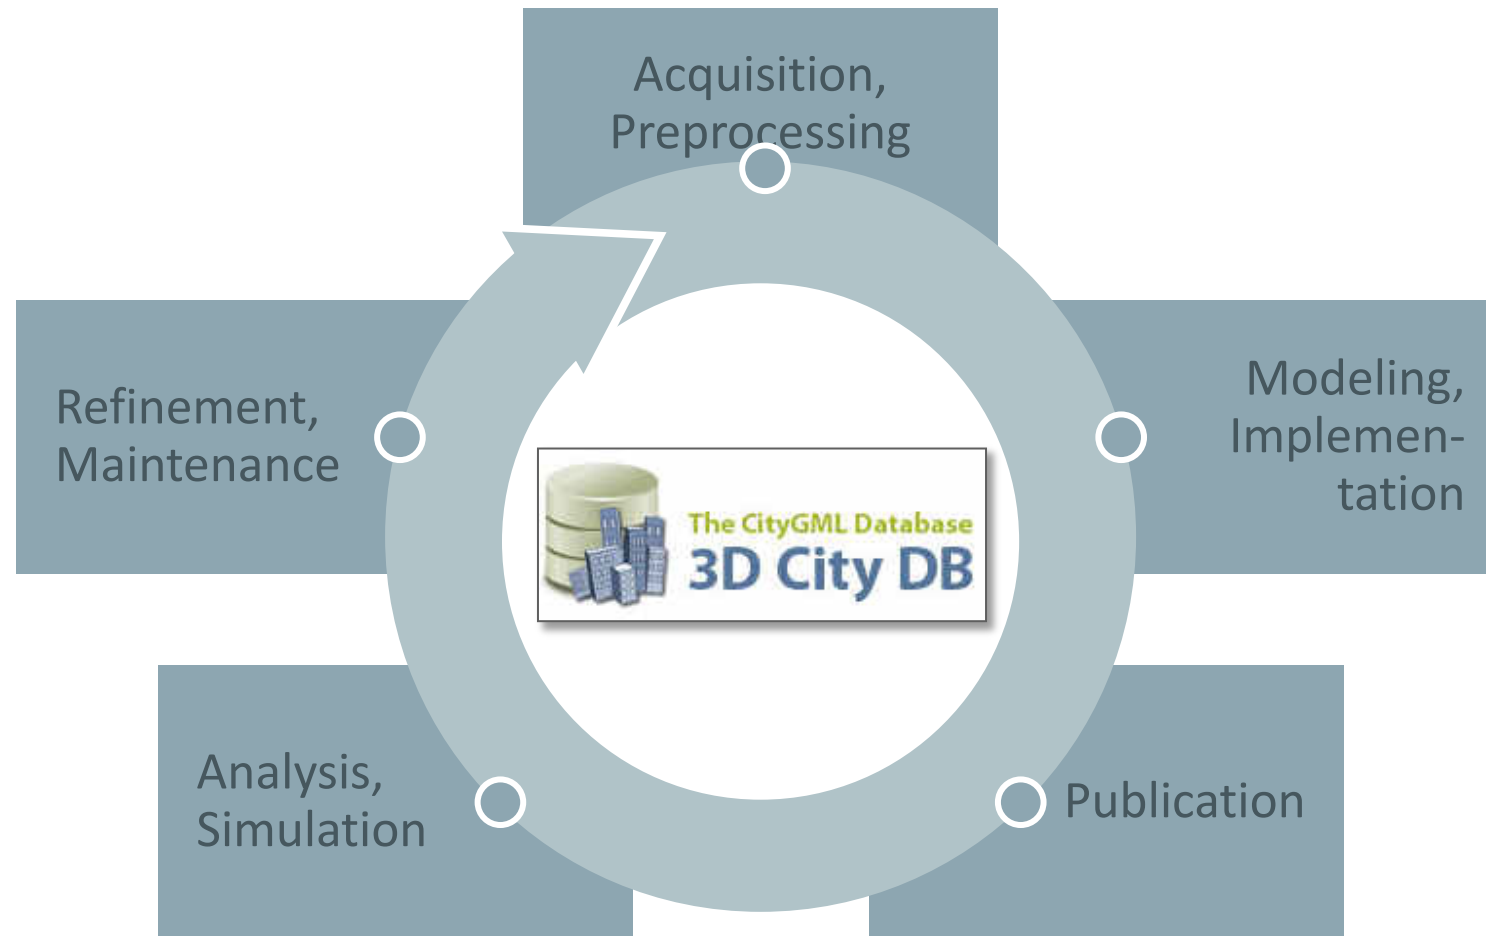 Acquisition,
Preprocessing
Modeling,
Implemen-
tation
Publication
Analysis,
Simulation
Refinement,
Maintenance
The CityGML Database
3D City DB